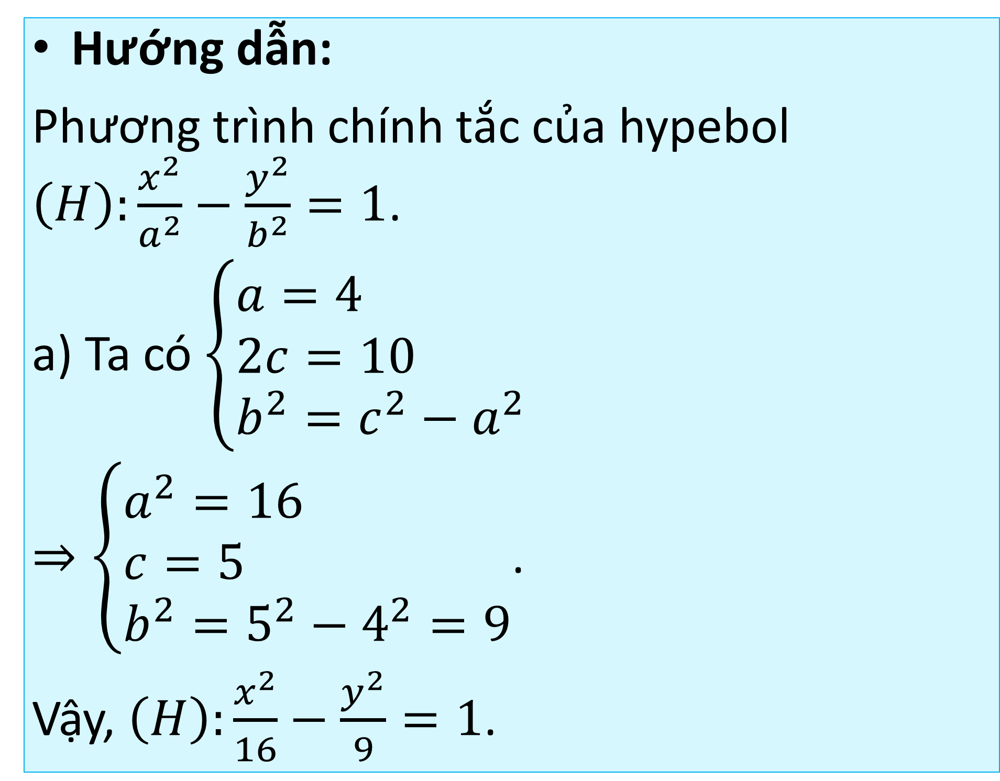 • Hướng dẫn:
Phương trình chính tắc của hypebol
$(H): \frac{x^2}{a^2} - \frac{y^2}{b^2} = 1.$
a) Ta có $\begin{cases} a = 4 \\ 2c = 10 \\ b^2 = c^2 - a^2 \end{cases}$
$\Rightarrow \begin{cases} a^2 = 16 \\ c = 5 \\ b^2 = 5^2 - 4^2 = 9 \end{cases}.$
Vậy, $(H): \frac{x^2}{16} - \frac{y^2}{9} = 1.$